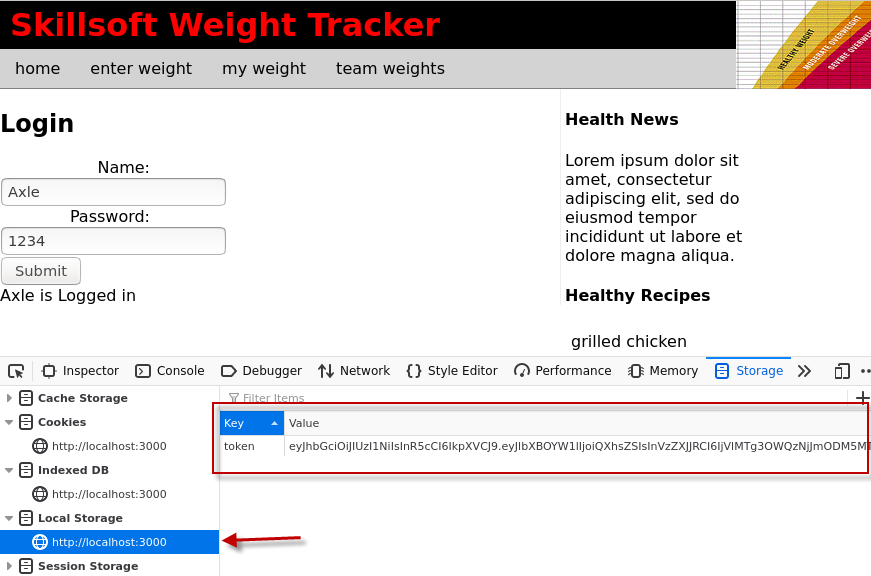 Skillsoft Weight Tracker
HEALTHY WEIGHT
MODERATE OVERWEIGHT
SEVERE OVERWEI
home enter weight my weight team weights
Login
Name:
Axle
Password:
1234
Submit
Axle is Logged in
Health News
Lorem ipsum dolor sit
amet, consectetur
adipiscing elit, sed do
eiusmod tempor
incididunt ut labore et
dolore magna aliqua.
Healthy Recipes
grilled chicken
Inspector Console Debugger Network Style Editor Performance Memory Storage
Cache Storage
Cookies
http://localhost:3000
Indexed DB
http://localhost:3000
Local Storage
http://localhost:3000
Session Storage
Filter Items
Key Value
token